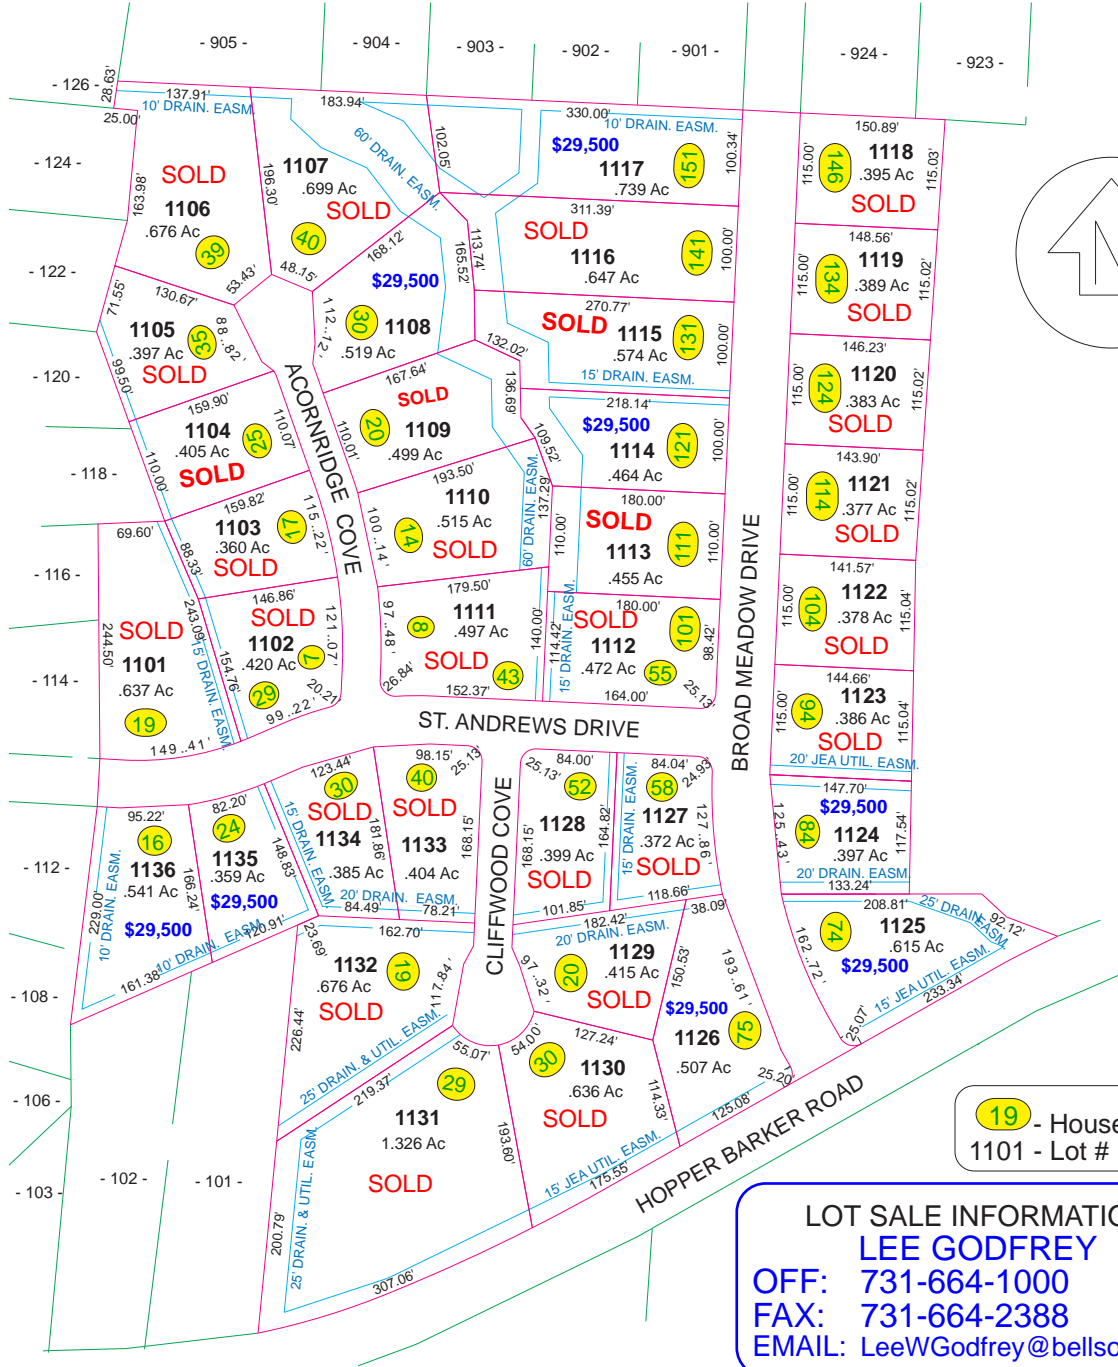 - 905 -
- 904 -
- 903 -
- 902 -
- 901 -
- 924 -
- 923 -
- 126 -
28.63'
137.91'
10' DRAIN. EASM.
25.00'
183.94'
330.00'
10' DRAIN. EASM.
150.89'
- 124 -
163.98'
SOLD
1106
.676 Ac
39
53.43'
196.30'
1107
.699 Ac
SOLD
40
48.15'
60' DRAIN. EASM.
102.05'
168.12'
$29,500
1117
.739 Ac
151
100.34'
115.00'
146
1118
.395 Ac
SOLD
115.03'
311.39'
SOLD
1116
.647 Ac
141
100.00'
113.74'
165.52'
148.56'
115.00'
134
1119
.389 Ac
SOLD
115.02'
- 122 -
71.55'
130.67'
1105
.397 Ac
SOLD
35
88..82'
$29,500
30
1108
.519 Ac
112..12'
270.77'
SOLD
1115
.574 Ac
131
100.00'
15' DRAIN. EASM.
146.23'
115.00'
124
1120
.383 Ac
SOLD
115.02'
- 120 -
99.50'
159.90'
1104
.405 Ac
SOLD
25
110.07'
ACORNRIDGE COVE
132.02'
167.64'
SOLD
20
1109
.499 Ac
110.01'
136.69'
218.14'
$29,500
1114
.464 Ac
121
100.00'
109.52'
143.90'
115.00'
114
1121
.377 Ac
SOLD
115.02'
- 118 -
110.00'
159.82'
1103
.360 Ac
SOLD
17
115..22'
193.50'
1110
.515 Ac
SOLD
14
100..14'
60' DRAIN. EASM.
137.29'
180.00'
SOLD
1113
.455 Ac
111
110.00'
110.00'
BROAD MEADOW DRIVE
141.57'
115.00'
104
1122
.378 Ac
SOLD
115.04'
69.60'
- 116 -
244.50'
SOLD
1101
.637 Ac
19
149..41'
88.33'
243.09'
15' DRAIN. EASM.
154.76'
146.86'
SOLD
1102
.420 Ac
7
29
121..07'
20.21'
99..22'
179.50'
1111
.497 Ac
SOLD
8
43
97..48'
26.84'
152.37'
140.00'
114.42'
15' DRAIN. EASM.
180.00'
SOLD
1112
.472 Ac
101
55
98.42'
164.00'
25.13'
- 114 -
144.66'
115.00'
94
1123
.386 Ac
SOLD
115.04'
20' JEA UTIL. EASM.
ST. ANDREWS DRIVE
147.70'
$29,500
84
1124
.397 Ac
117.54'
125..43'
20' DRAIN. EASM.
133.24'
- 112 -
95.22'
16
1136
.541 Ac
$29,500
10' DRAIN. EASM.
229.00'
161.38'
166.24'
82.20'
24
1135
.359 Ac
$29,500
148.83'
10' DRAIN. EASM.
120.91'
123.44'
30
SOLD
1134
.385 Ac
15' DRAIN. EASM.
181.86'
84.49'
98.15'
40
SOLD
1133
.404 Ac
25.13'
168.15'
20' DRAIN. EASM.
78.21'
CLIFFWOOD COVE
84.00'
25.13'
52
1128
.399 Ac
SOLD
168.15'
164.82'
101.85'
84.04'
58
1127
.372 Ac
SOLD
15' DRAIN. EASM.
24.93'
127..86'
118.66'
208.81'
25' DRAIN. EASM.
92.12'
74
1125
.615 Ac
$29,500
162..72'
15' JEA UTIL. EASM.
233.34'
25.07'
- 108 -
23.69'
162.70'
1132
.676 Ac
SOLD
19
117.84'
226.44'
25' DRAIN. & UTIL. EASM.
182.42'
20' DRAIN. EASM.
1129
.415 Ac
SOLD
20
97..32'
38.09'
150.53'
193..61'
$29,500
1126
.507 Ac
75
25.20'
125.08'
127.24'
54.00'
30
1130
.636 Ac
SOLD
114.33'
55.07'
219.37'
29
1131
1.326 Ac
SOLD
193.60'
15' JEA UTIL. EASM.
175.55'
HOPPER BARKER ROAD
- 106 -
- 103 -
- 102 -
- 101 -
200.79'
25' DRAIN. & UTIL. EASM.
307.06'
19 - House
1101 - Lot #
LOT SALE INFORMATIO
LEE GODFREY
OFF: 731-664-1000
FAX: 731-664-2388
EMAIL: LeeWGodfrey@bellso